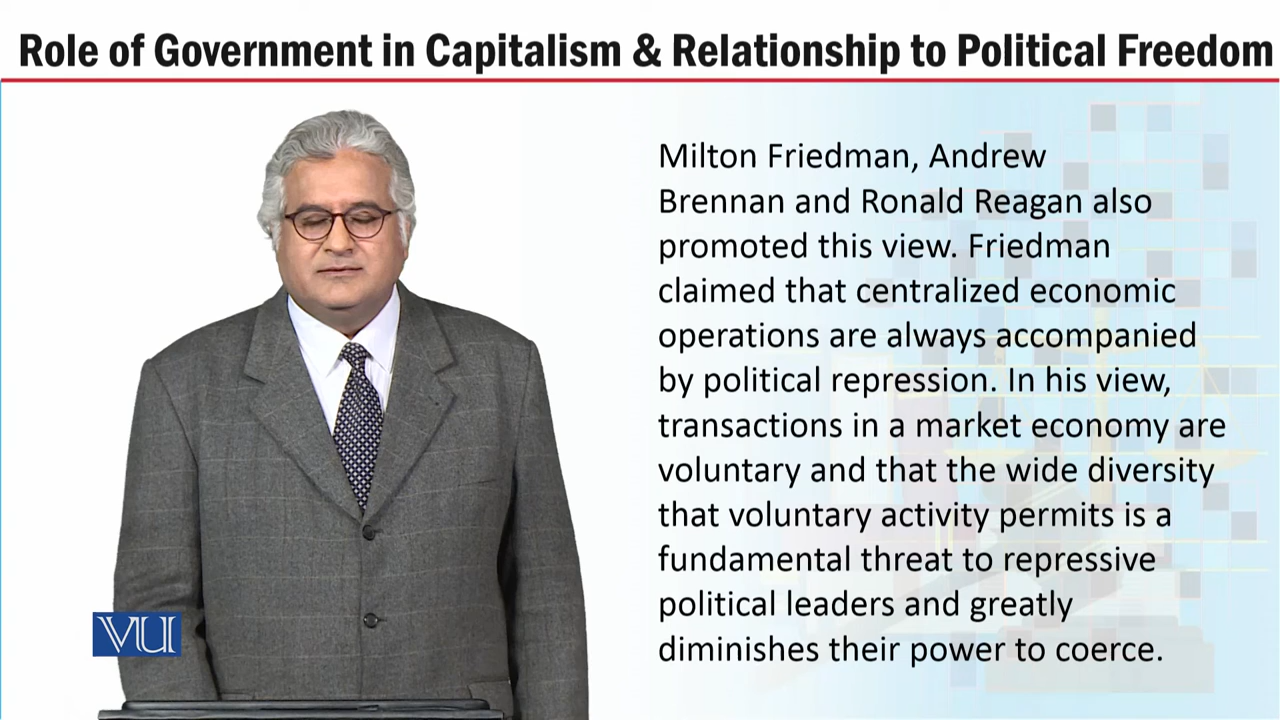 Role of Government in Capitalism & Relationship to Political Freedom
Milton Friedman, Andrew
Brennan and Ronald Reagan also
promoted this view. Friedman
claimed that centralized economic
operations are always accompanied
by political repression. In his view,
transactions in a market economy are
voluntary and that the wide diversity
that voluntary activity permits is a
fundamental threat to repressive
political leaders and greatly
diminishes their power to coerce.
VU